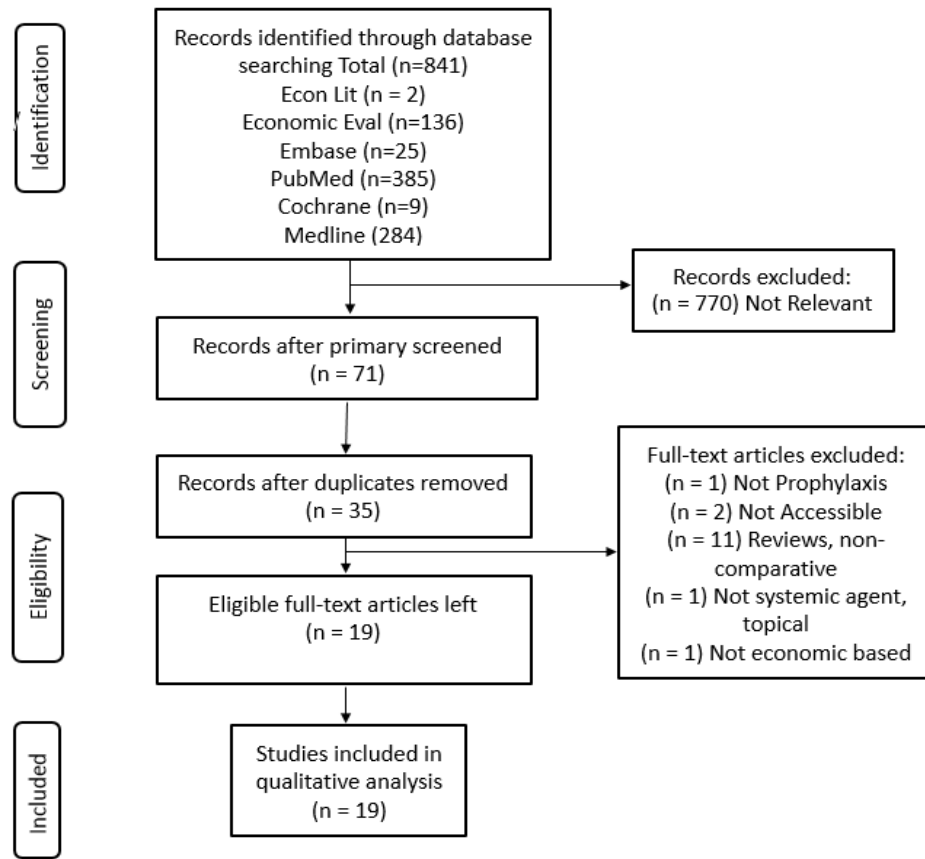 Identification
Records identified through database
searching Total (n=841)
Econ Lit (n = 2)
Economic Eval (n=136)
Embase (n=25)
PubMed (n=385)
Cochrane (n=9)
Medline (284)
Screening
Records excluded:
(n = 770) Not Relevant
Records after primary screened
(n = 71)
Eligibility
Records after duplicates removed
(n = 35)
Full-text articles excluded:
(n = 1) Not Prophylaxis
(n = 2) Not Accessible
(n = 11) Reviews, non-
comparative
(n = 1) Not systemic agent,
topical
(n = 1) Not economic based
Eligible full-text articles left
(n = 19)
Included
Studies included in
qualitative analysis
(n = 19)